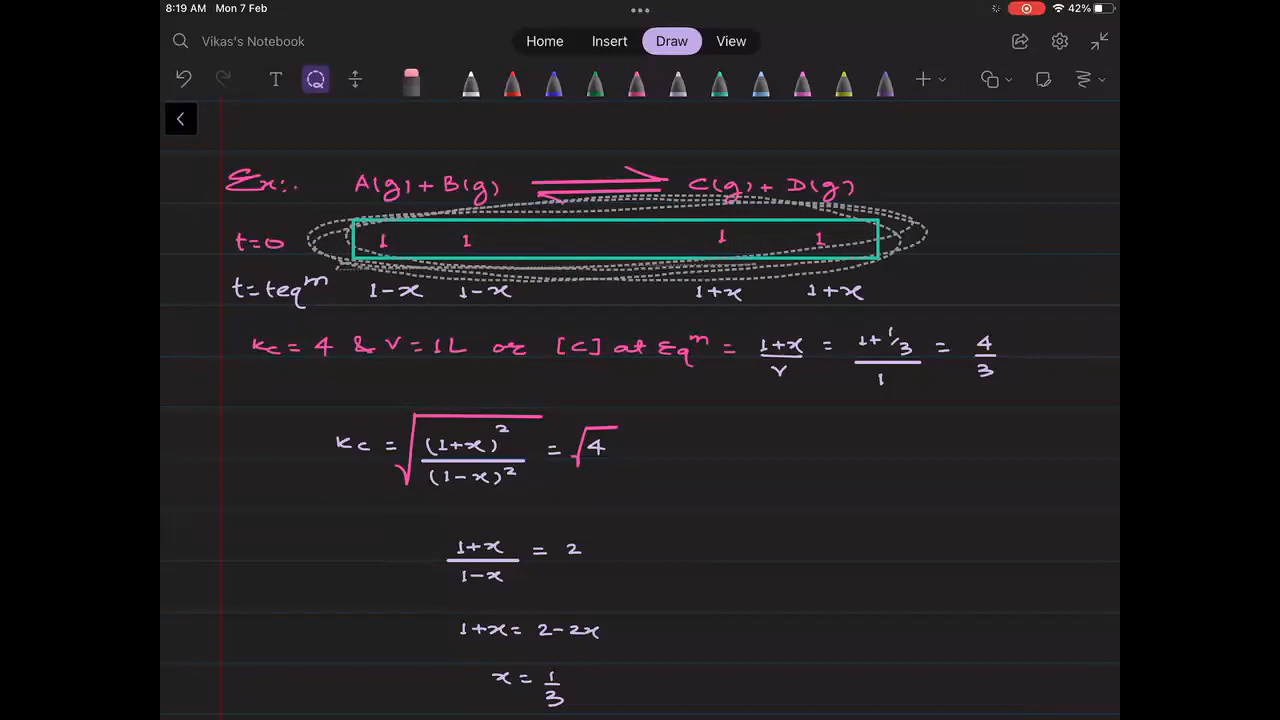 8:19 AM Mon 7 Feb
42%
Vikas's Notebook
Home Insert Draw View
Ex:. A(g) + B(g) ⇌ C(g) + D(g)
t=0 1 1 1 1
t=teqᵐ 1-x 1-x 1+x 1+x
Kc = 4 & V = 1L or [C] at Eqᵐ = (1+x)/V = (1+1/3)/1 = 4/3
Kc = √((1+x)²/(1-x)²) = √4
(1+x)/(1-x) = 2
1+x = 2-2x
x = 1/3